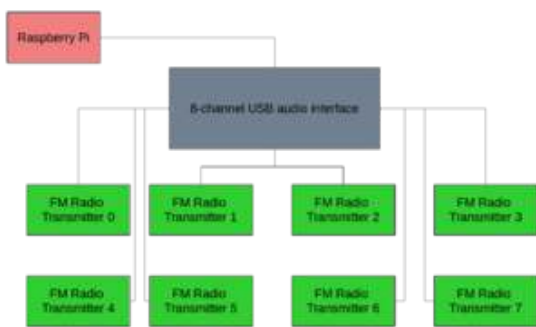 Raspberry Pi
8-channel USB audio interface
FM Radio
Transmitter 0
FM Radio
Transmitter 1
FM Radio
Transmitter 2
FM Radio
Transmitter 3
FM Radio
Transmitter 4
FM Radio
Transmitter 5
FM Radio
Transmitter 6
FM Radio
Transmitter 7